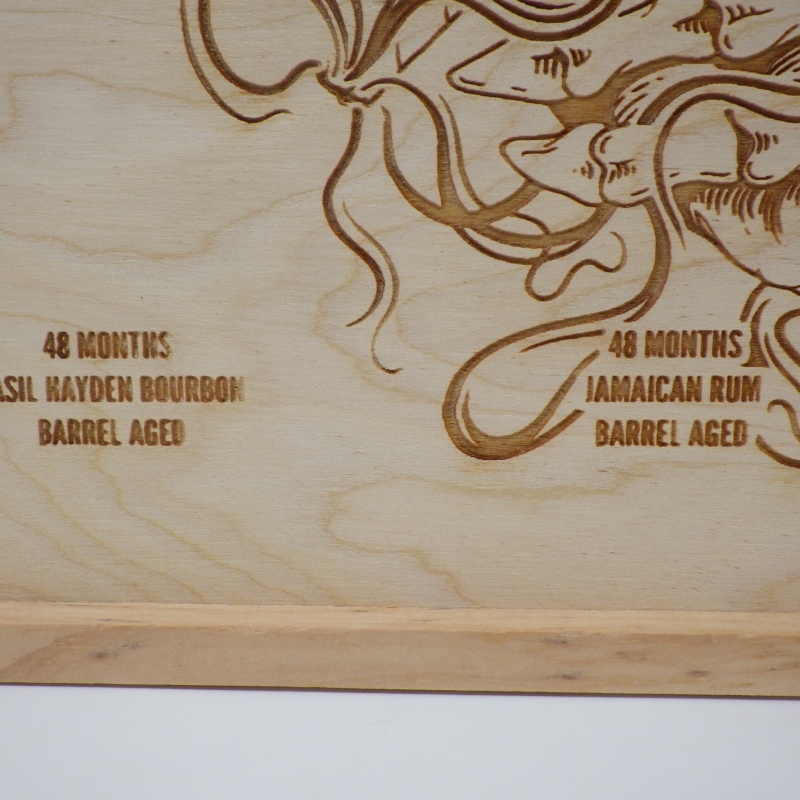 48 MONTHS
ASIL HAYDEN BOURBON
BARREL AGED
48 MONTHS
JAMAICAN RUM
BARREL AGED